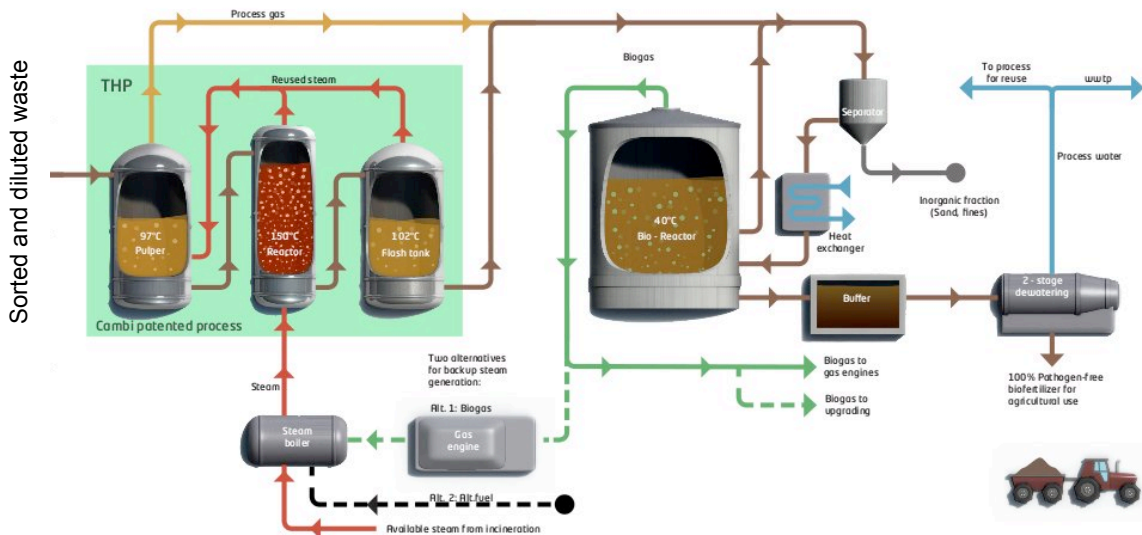 Sorted and diluted waste
Process gas
THP
Reused steam
97°C
Pulper
150°C
Reactor
102°C
Flash tank
Cambi patented process
Steam
Steam
boiler
Two alternatives
for backup steam
generation:
Alt. 1: Biogas
Gas
engine
Alt. 2: Alt.fuel
Available steam from incineration
Biogas
40°C
Bio - Reactor
Separator
Heat
exchanger
Inorganic fraction
(Sand, fines)
To process
for reuse
wwtp
Process water
Buffer
2 - stage
dewatering
Biogas to
gas engines
Biogas to
upgrading
100% Pathogen-free
biofertilizer for
agricultural use